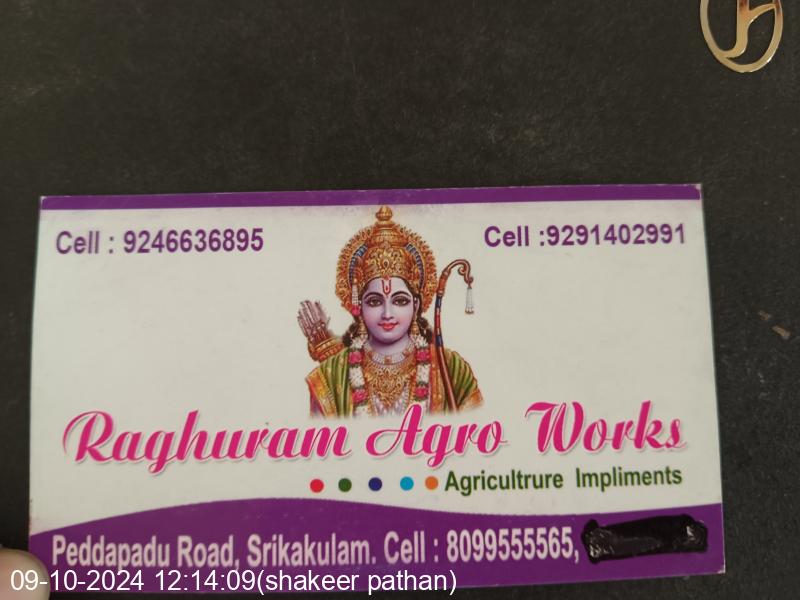 Cell : 9246636895
Cell :9291402991
Raghuram Agro Works
Agricultrure Impliments
Peddapadu Road, Srikakulam. Cell : 8099555565,
09-10-2024 12:14:09(shakeer pathan)